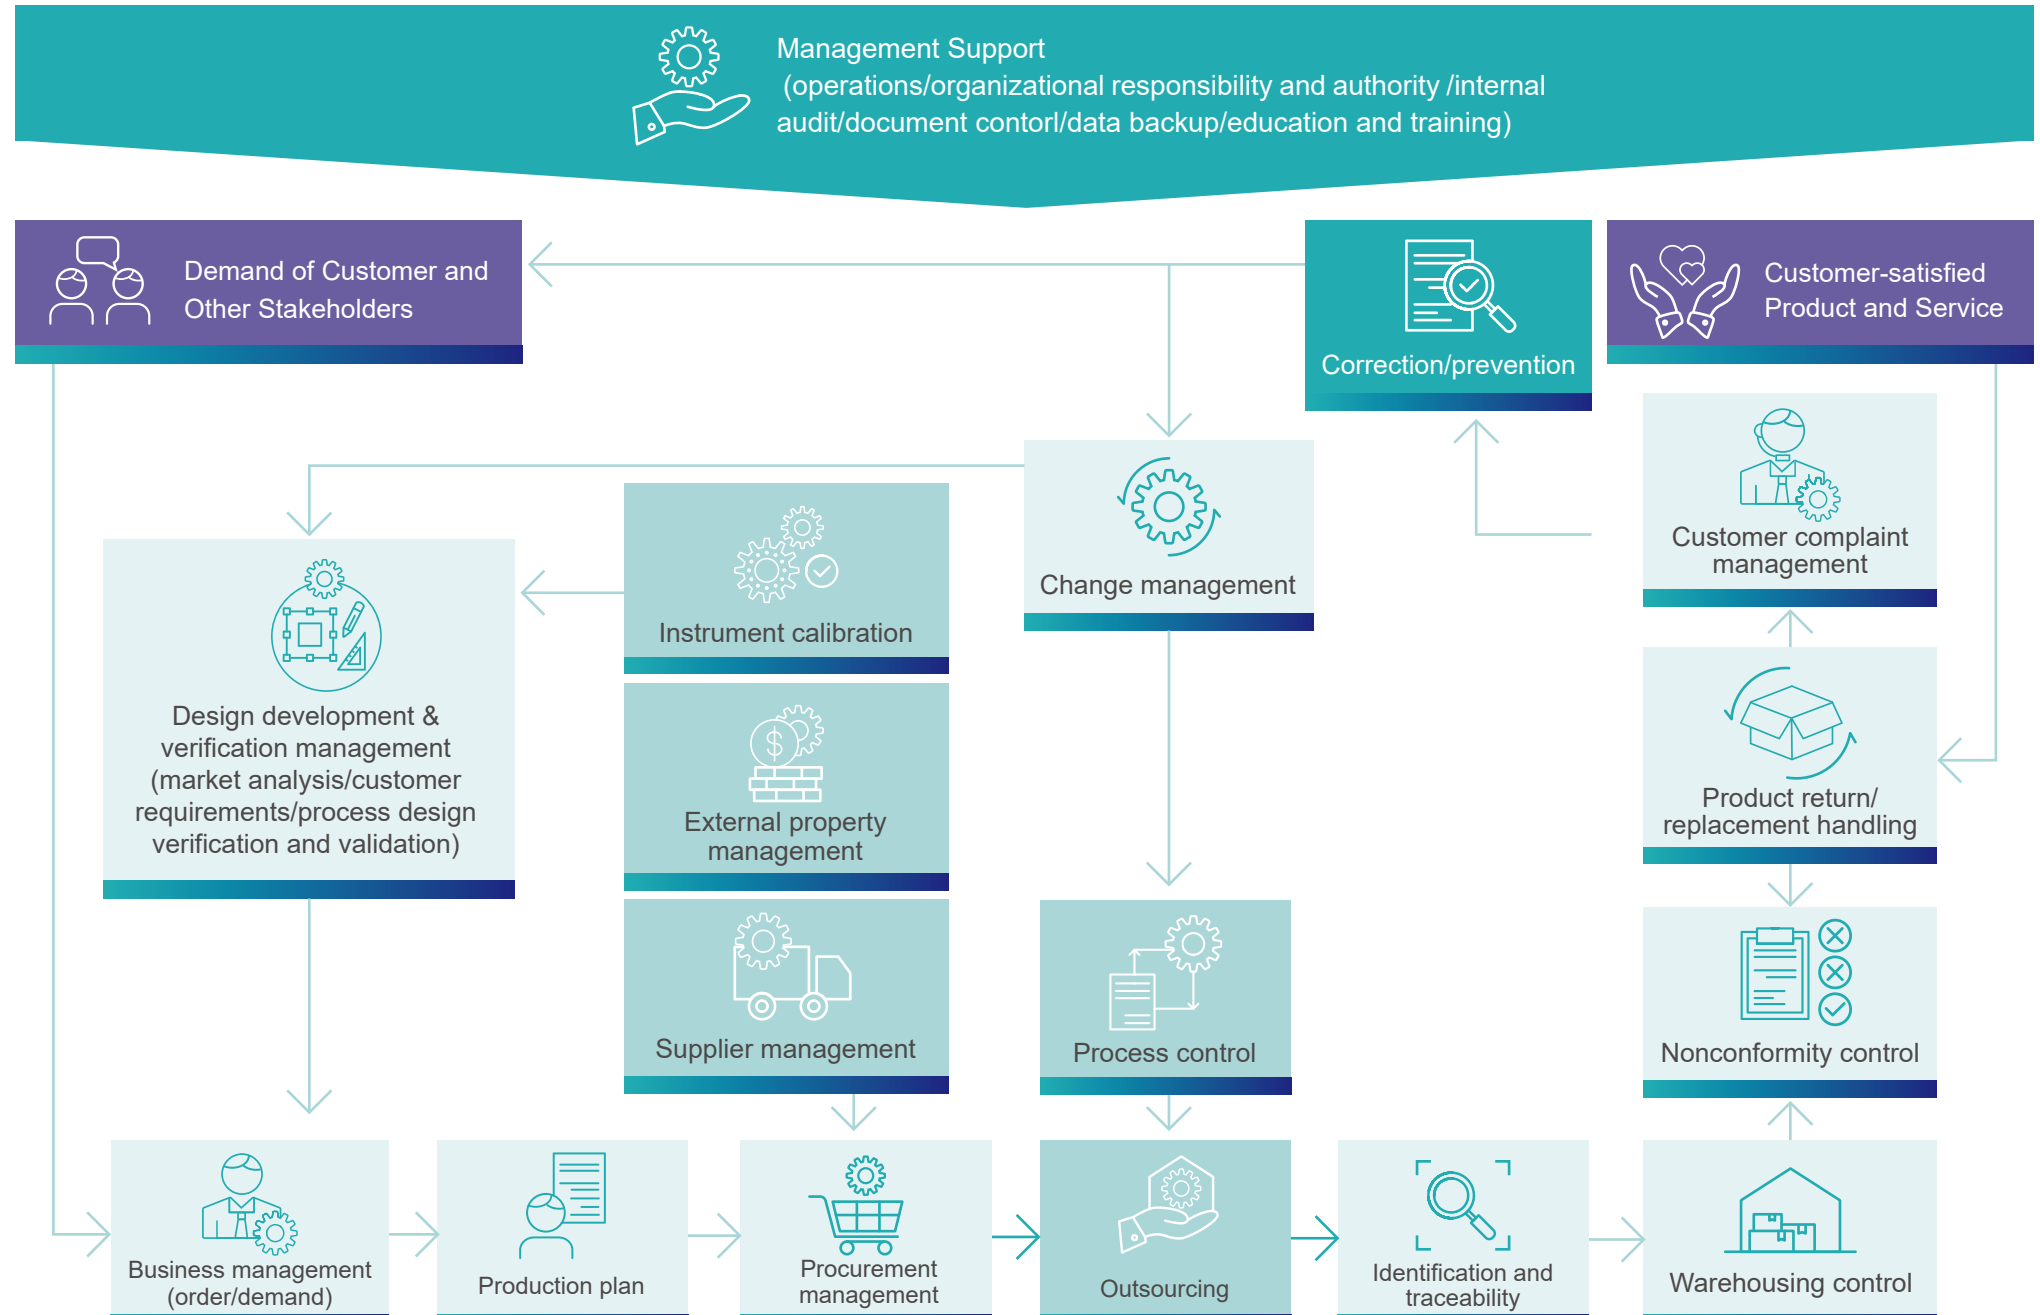 Management Support
(operations/organizational responsibility and authority /internal
audit/document contorl/data backup/education and training)
Demand of Customer and
Other Stakeholders
Correction/prevention
Customer-satisfied
Product and Service
Change management
Customer complaint
management
Instrument calibration
Design development &
verification management
(market analysis/customer
requirements/process design
verification and validation)
External property
management
Product return/
replacement handling
Supplier management
Process control
Nonconformity control
Business management
(order/demand)
Production plan
Procurement
management
Outsourcing
Identification and
traceability
Warehousing control